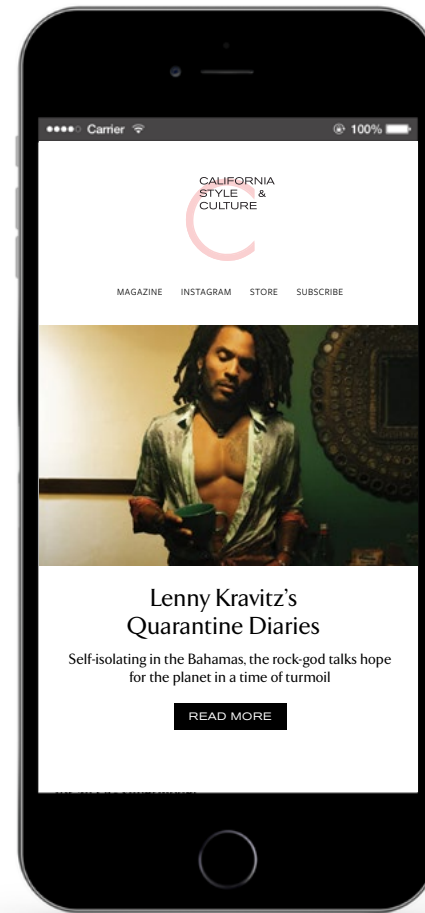 Carrier
100%
CALIFORNIA
STYLE &
CULTURE
MAGAZINE INSTAGRAM STORE SUBSCRIBE
Lenny Kravitz's
Quarantine Diaries
Self-isolating in the Bahamas, the rock-god talks hope
for the planet in a time of turmoil
READ MORE